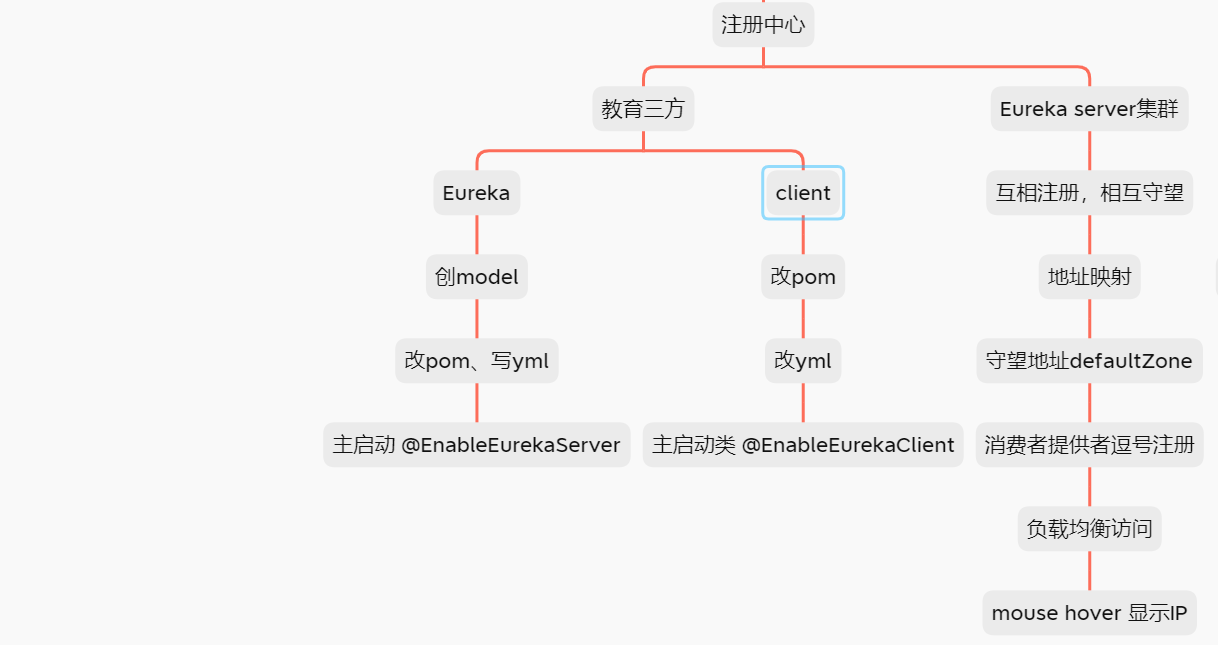 注册中心
教育三方
Eureka server集群
Eureka
client
互相注册，相互守望
创model
改pom
地址映射
改pom、写yml
改yml
守望地址defaultZone
主启动 @EnableEurekaServer
主启动类 @EnableEurekaClient
消费者提供者逗号注册
负载均衡访问
mouse hover 显示IP